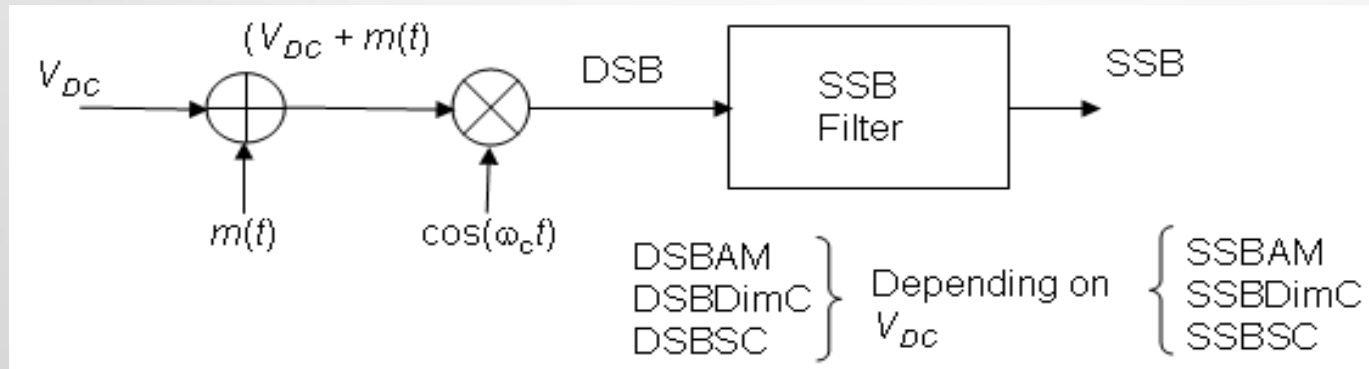 (V_DC + m(t)
V_DC
DSB
SSB
Filter
SSB
m(t)
cos(ω_c t)
DSBAM
DSBDimC
DSBSC
Depending on
V_DC
SSBAM
SSBDimC
SSBSC